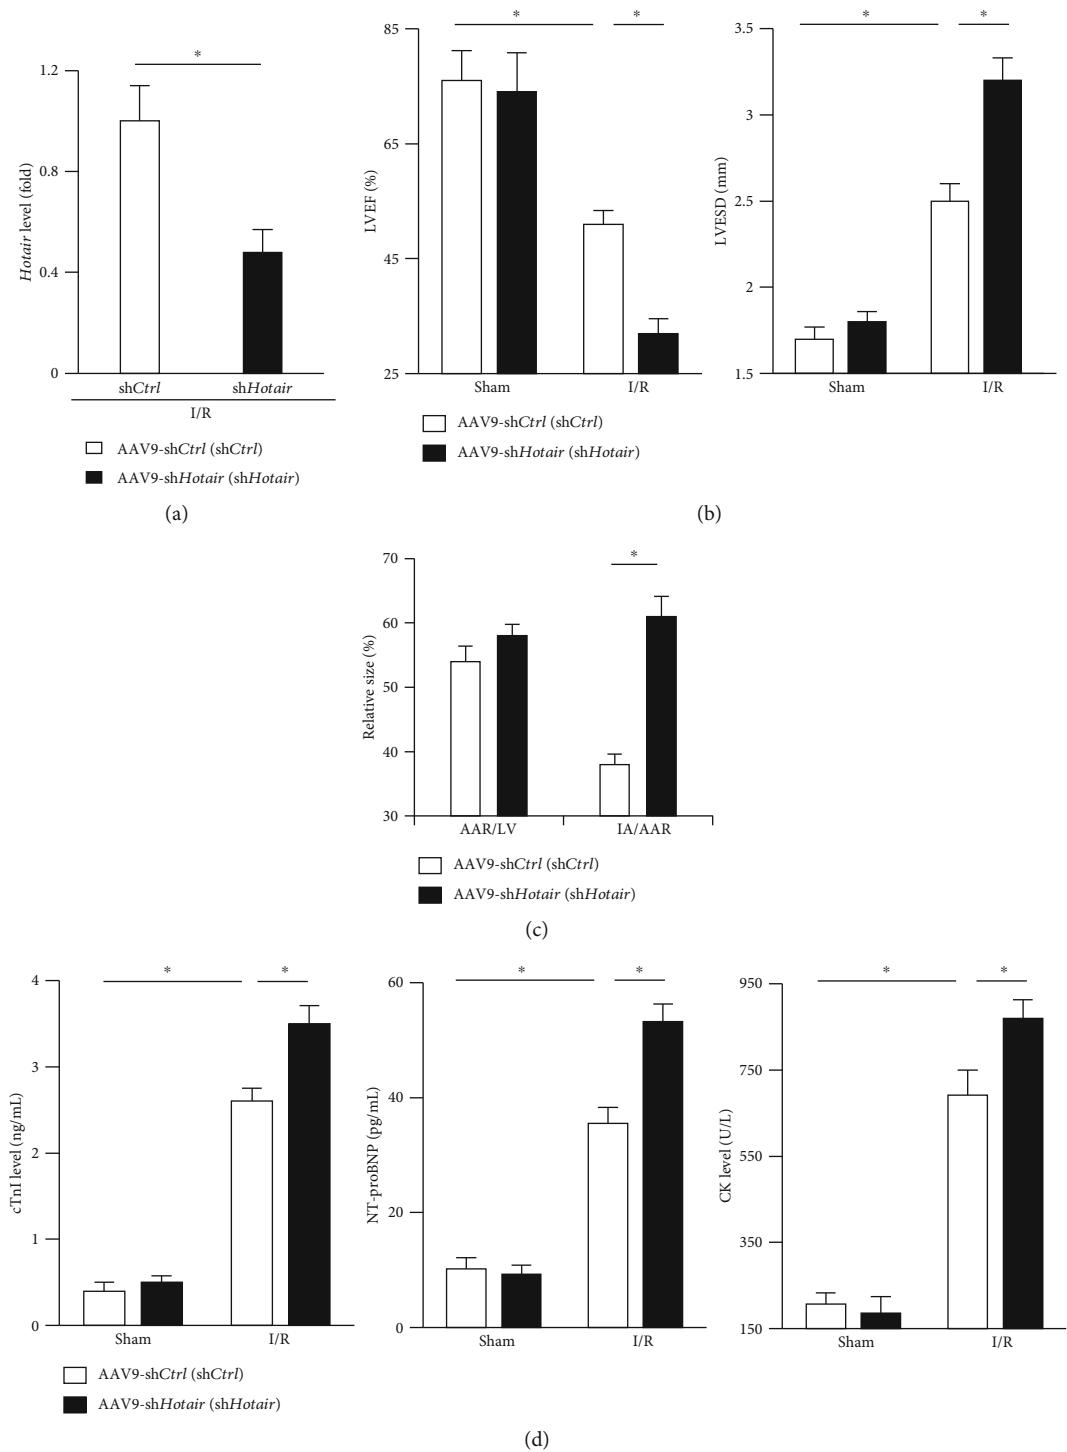 *
1.2
0.8
0.4
0
Hotair level (fold)
shCtrl shHotair
I/R
AAV9-shCtrl (shCtrl)
AAV9-shHotair (shHotair)
(a)
* *
85
65
45
25
LVEF (%)
Sham I/R
* *
3.5
3
2.5
2
1.5
LVESD (mm)
Sham I/R
AAV9-shCtrl (shCtrl)
AAV9-shHotair (shHotair)
(b)
*
70
60
50
40
30
Relative size (%)
AAR/LV IA/AAR
AAV9-shCtrl (shCtrl)
AAV9-shHotair (shHotair)
(c)
* *
4
3
2
1
0
cTnI level (ng/mL)
Sham I/R
* *
60
40
20
0
NT-proBNP (pg/mL)
Sham I/R
* *
950
750
550
350
150
CK level (U/L)
Sham I/R
AAV9-shCtrl (shCtrl)
AAV9-shHotair (shHotair)
(d)